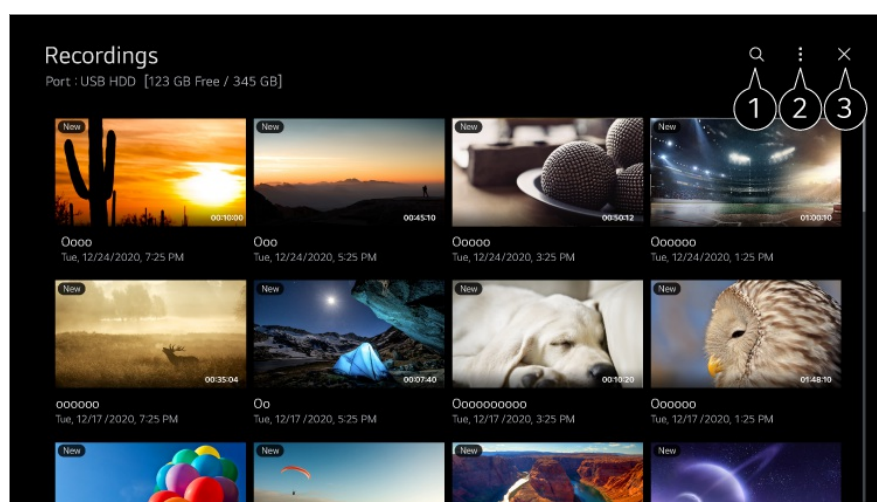 Recordings
Port : USB HDD [123 GB Free / 345 GB]
1 2 3
New New New New
00:10:00 00:45:10 00:50:12 01:00:10
Oooo Ooo Ooooo Oooooo
Tue, 12/24/2020, 7:25 PM Tue, 12/24/2020, 5:25 PM Tue, 12/24/2020, 3:25 PM Tue, 12/24/2020, 1:25 PM
New New New New
00:35:04 00:07:40 00:10:20 01:48:10
oooooo Oo Oooooooooo Oooooo
Tue, 12/17 /2020, 7:25 PM Tue, 12/17 /2020, 5:25 PM Tue, 12/17 /2020, 3:25 PM Tue, 12/17 /2020, 1:25 PM
New New New New